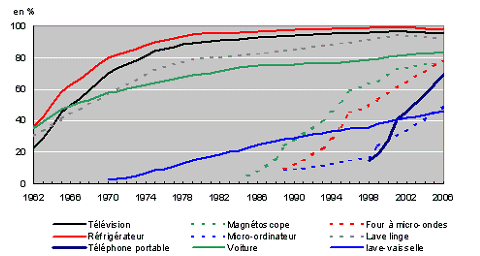 en %
100
80
60
40
20
0
1962 1966 1970 1974 1978 1982 1986 1990 1994 1998 2002 2006
Télévision Magnétoscope Four à micro-ondes
Réfrigérateur Micro-ordinateur Lave linge
Téléphone portable Voiture lave-vaisselle